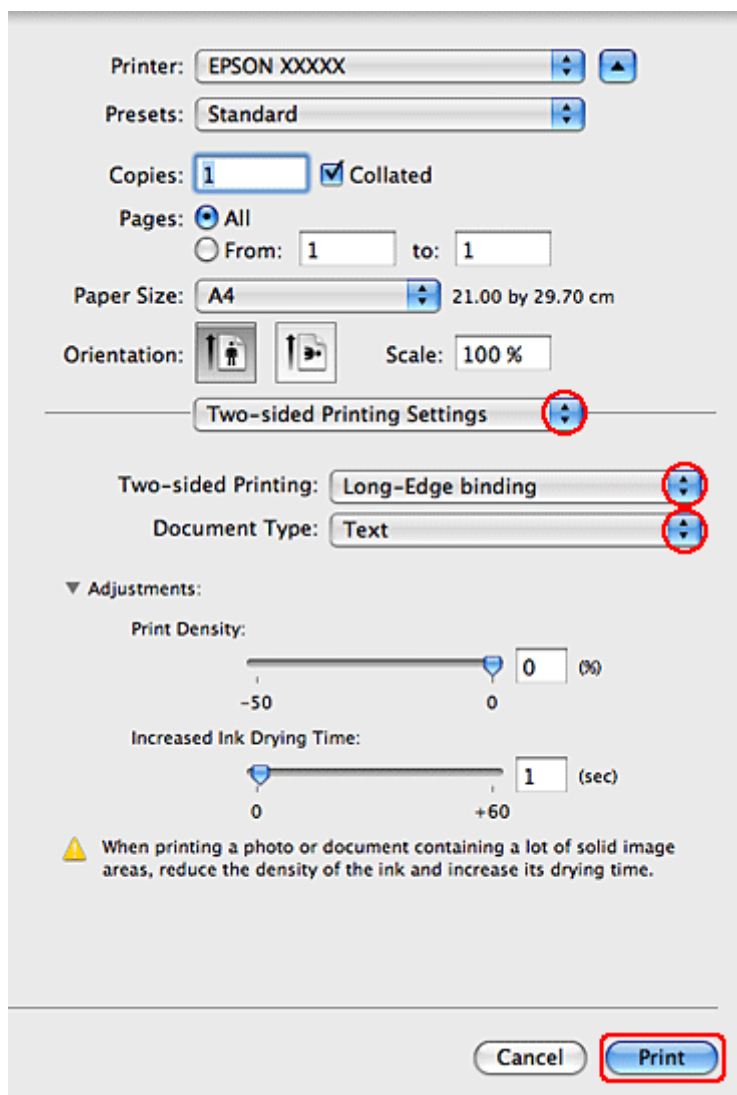 Printer: EPSON XXXXX
Presets: Standard
Copies: 1 Collated
Pages: All
From: 1 to: 1
Paper Size: A4 21.00 by 29.70 cm
Orientation: Scale: 100 %
Two-sided Printing Settings
Two-sided Printing: Long-Edge binding
Document Type: Text
Adjustments:
Print Density:
0 (%)
-50 0
Increased Ink Drying Time:
1 (sec)
0 +60
When printing a photo or document containing a lot of solid image
areas, reduce the density of the ink and increase its drying time.
Cancel Print